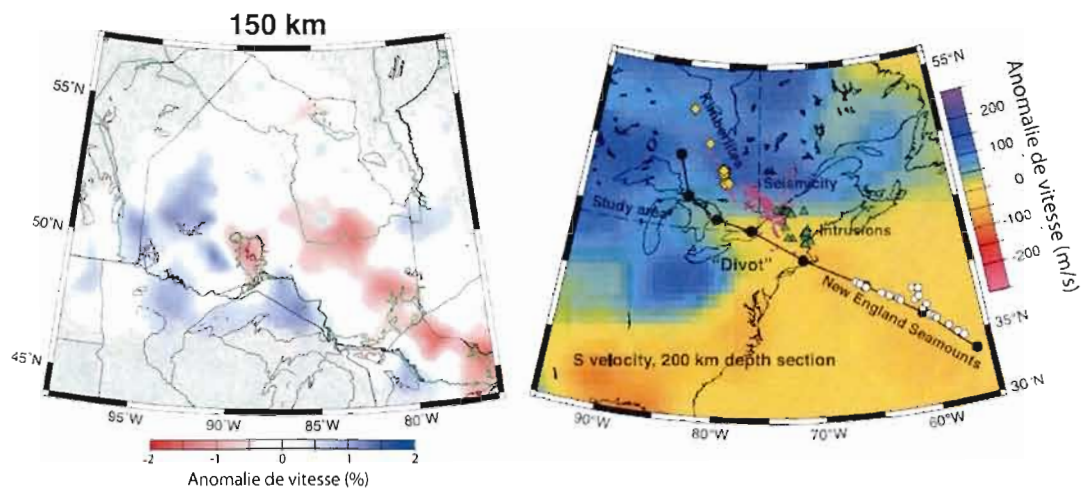 150 km
55°N
50°N
45°N
95°W
90°W
85°W
80°W
-2
-1
0
1
2
Anomalie de vitesse (%)
55°N
Kimberlites
Seismicity
Study area
Intrusions
"Divot"
New England Seamounts
S velocity, 200 km depth section
35°N
30°N
90°W
80°W
70°W
60°W
200
100
0
-100
-200
Anomalie de vitesse (m/s)